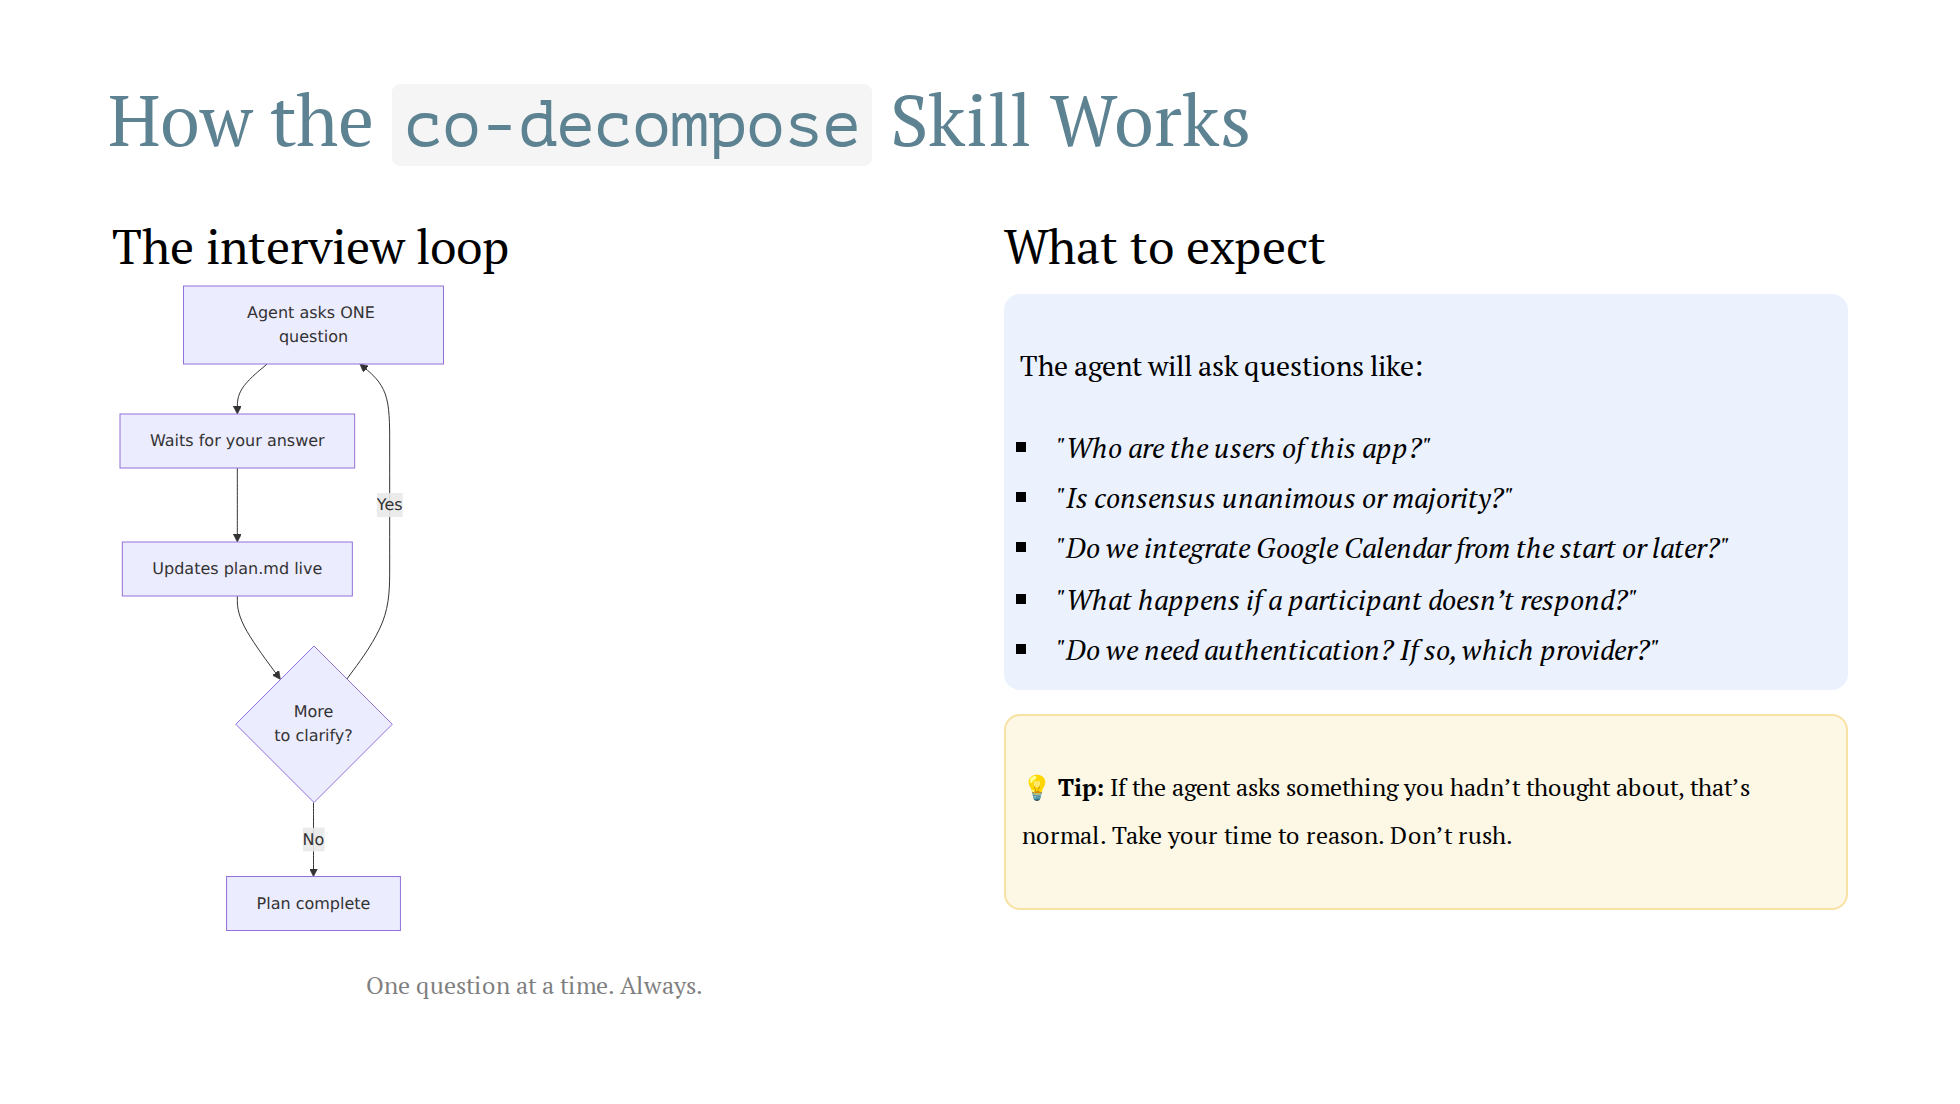 How the co-decompose Skill Works
The interview loop
Agent asks ONE
question
Waits for your answer
Yes
Updates plan.md live
More
to clarify?
No
Plan complete
One question at a time. Always.
What to expect
The agent will ask questions like:
"Who are the users of this app?"
"Is consensus unanimous or majority?"
"Do we integrate Google Calendar from the start or later?"
"What happens if a participant doesn’t respond?"
"Do we need authentication? If so, which provider?"
💡 Tip: If the agent asks something you hadn’t thought about, that’s
normal. Take your time to reason. Don’t rush.